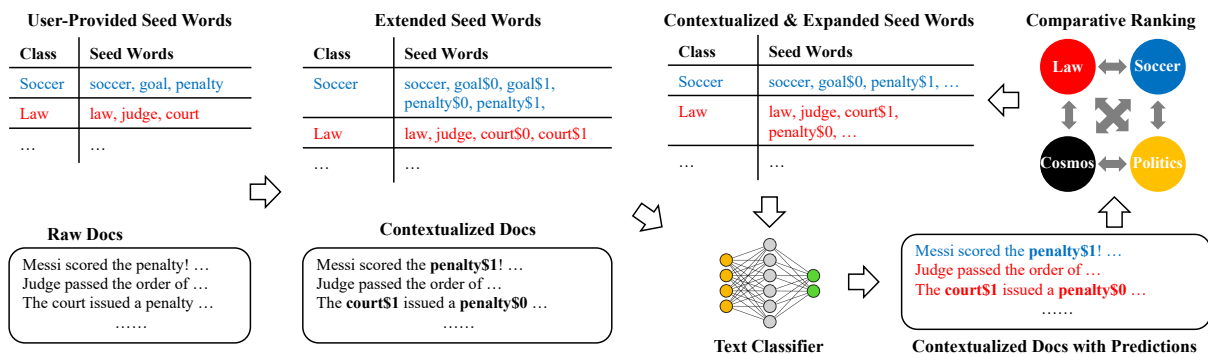 User-Provided Seed Words
Class Seed Words
Soccer soccer, goal, penalty
Law law, judge, court
… …
Raw Docs
Messi scored the penalty! …
Judge passed the order of …
The court issued a penalty …
……
Extended Seed Words
Class Seed Words
Soccer soccer, goal$0, goal$1,
penalty$0, penalty$1,
Law law, judge, court$0, court$1
… …
Contextualized Docs
Messi scored the penalty$1! …
Judge passed the order of …
The court$1 issued a penalty$0 …
……
Contextualized & Expanded Seed Words
Class Seed Words
Soccer soccer, goal$0, penalty$1, …
Law law, judge, court$1,
penalty$0, …
… …
Text Classifier
Comparative Ranking
Law Soccer
Cosmos Politics
Messi scored the penalty$1! …
Judge passed the order of …
The court$1 issued a penalty$0 …
……
Contextualized Docs with Predictions